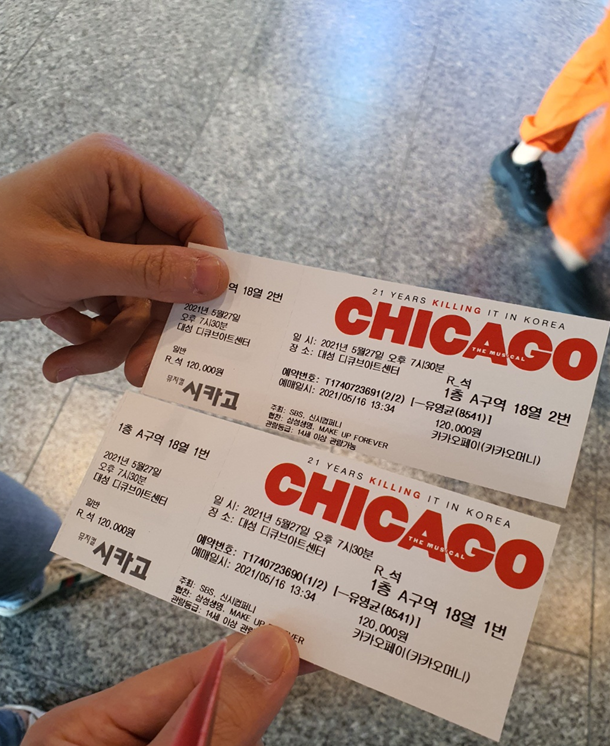 역 18열 2번
2021년 5월27일
오후 7시30분
대성 디큐브아트센터
일반
R_석 120,000원
뮤지컬 시카고
21 YEARS KILLING IT IN KOREA
CHICAGO
THE MUSICAL
일 시: 2021년 5월27일 오후 7시30분
장 소: 대성 디큐브아트센터
R_석
1층 A구역 18열 2번
예약번호: T1740723691(2/2) [—유영균(8541)]
예매일시: 2021/05/16 13:34
120,000원
카카오페이(카카오머니)
주최: SBS, 신시컴퍼니
협찬: 삼성생명, MAKE UP FOREVER
관람등급: 14세 이상 관람가능
1층 A구역 18열 1번
2021년 5월27일
오후 7시30분
대성 디큐브아트센터
일반
R_석 120,000원
뮤지컬 시카고
21 YEARS KILLING IT IN KOREA
CHICAGO
THE MUSICAL
일 시: 2021년 5월27일 오후 7시30분
장 소: 대성 디큐브아트센터
R_석
1층 A구역 18열 1번
예약번호: T1740723690(1/2) [—유영균(8541)]
예매일시: 2021/05/16 13:34
120,000원
카카오페이(카카오머니)
주최: SBS, 신시컴퍼니
협찬: 삼성생명, MAKE UP FOREVER
관람등급: 14세 이상